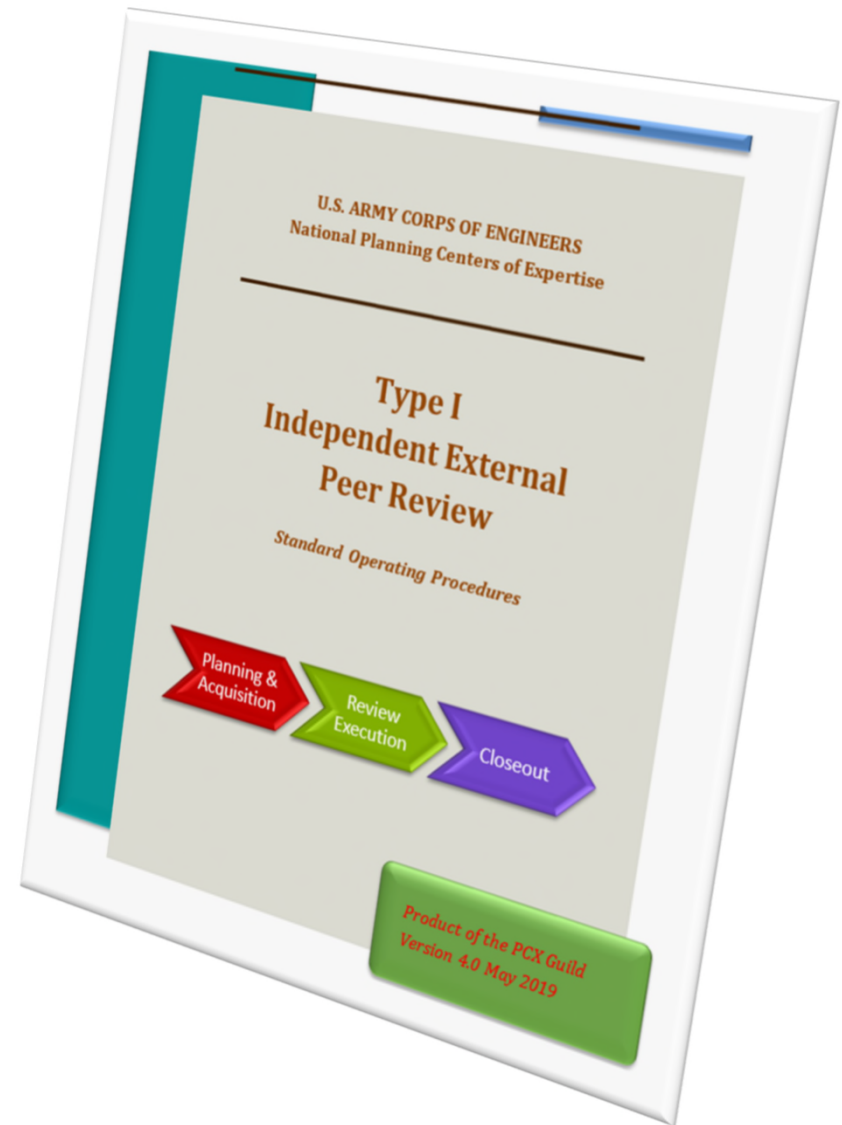 U.S. ARMY CORPS OF ENGINEERS
National Planning Centers of Expertise
Type I
Independent External
Peer Review
Standard Operating Procedures
Planning &
Acquisition
Review
Execution
Closeout
Product of the PCX Guild
Version 4.0 May 2019